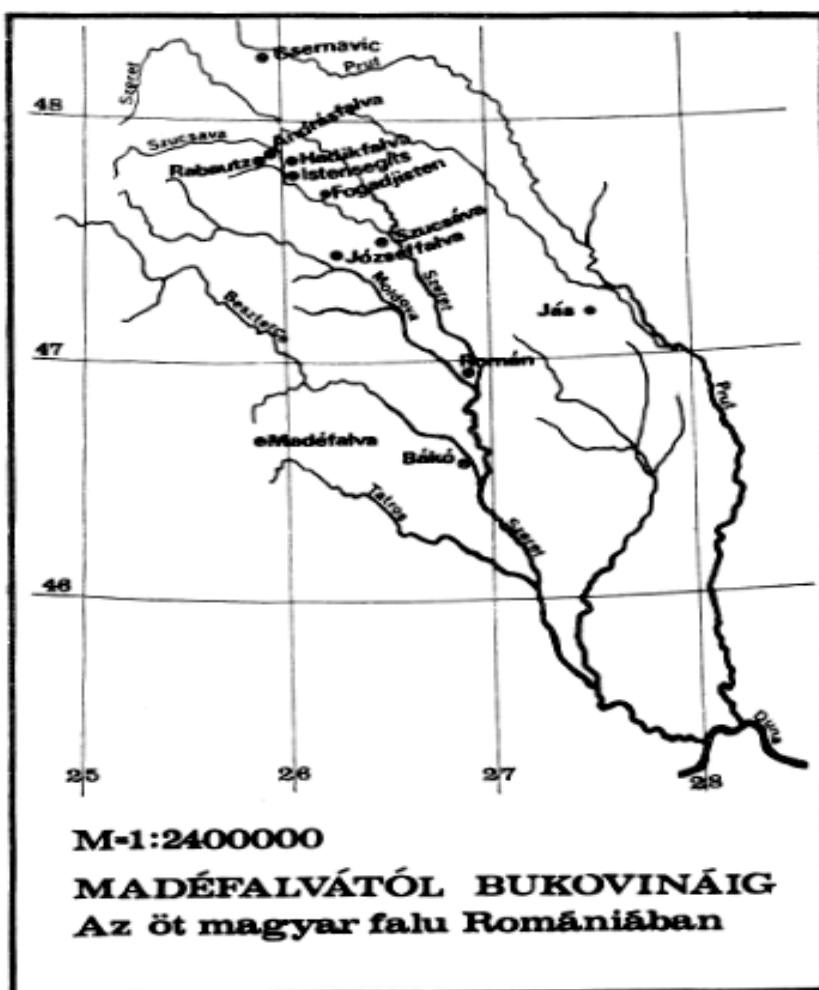 Csernavic
Prut
Szeret
48
Andrásfalva
Szucsava
Rabautz
Hadikfalva
Istensegits
Fogadjisten
Szucsáva
Józseffalva
Szeret
Moldova
Beszterce
Jás
47
Román
Prut
Madéfalva
Bákó
Tatros
Szeret
46
Duna
25 26 27 28
M-1:2400000
MADÉFALVÁTÓL BUKOVINÁIG
Az öt magyar falu Romániában